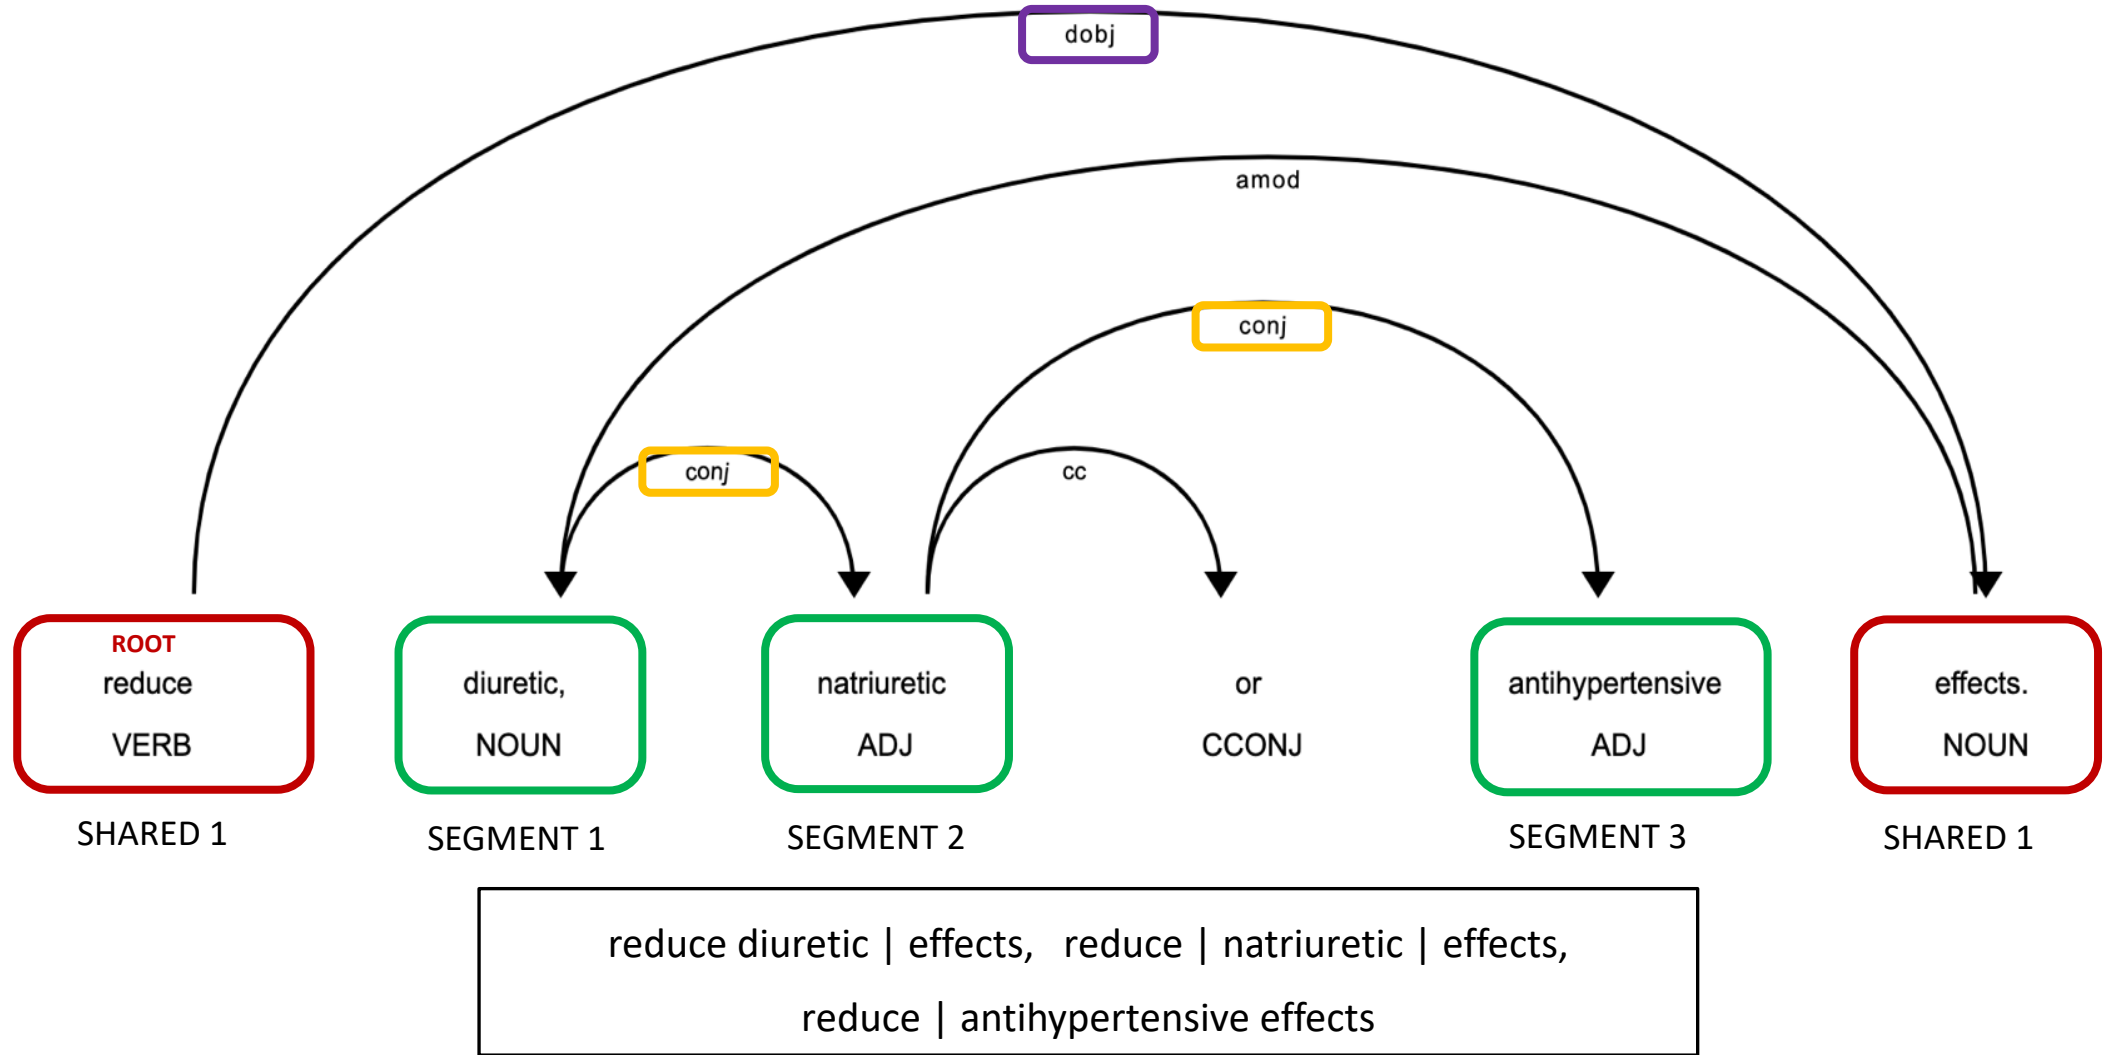 dobj
amod
conj
conj cc
ROOT
reduce diuretic, natriuretic or antihypertensive effects.
VERB NOUN ADJ CCONJ ADJ NOUN
SHARED 1 SEGMENT 1 SEGMENT 2 SEGMENT 3 SHARED 1
reduce diuretic | effects, reduce | natriuretic | effects,
reduce | antihypertensive effects